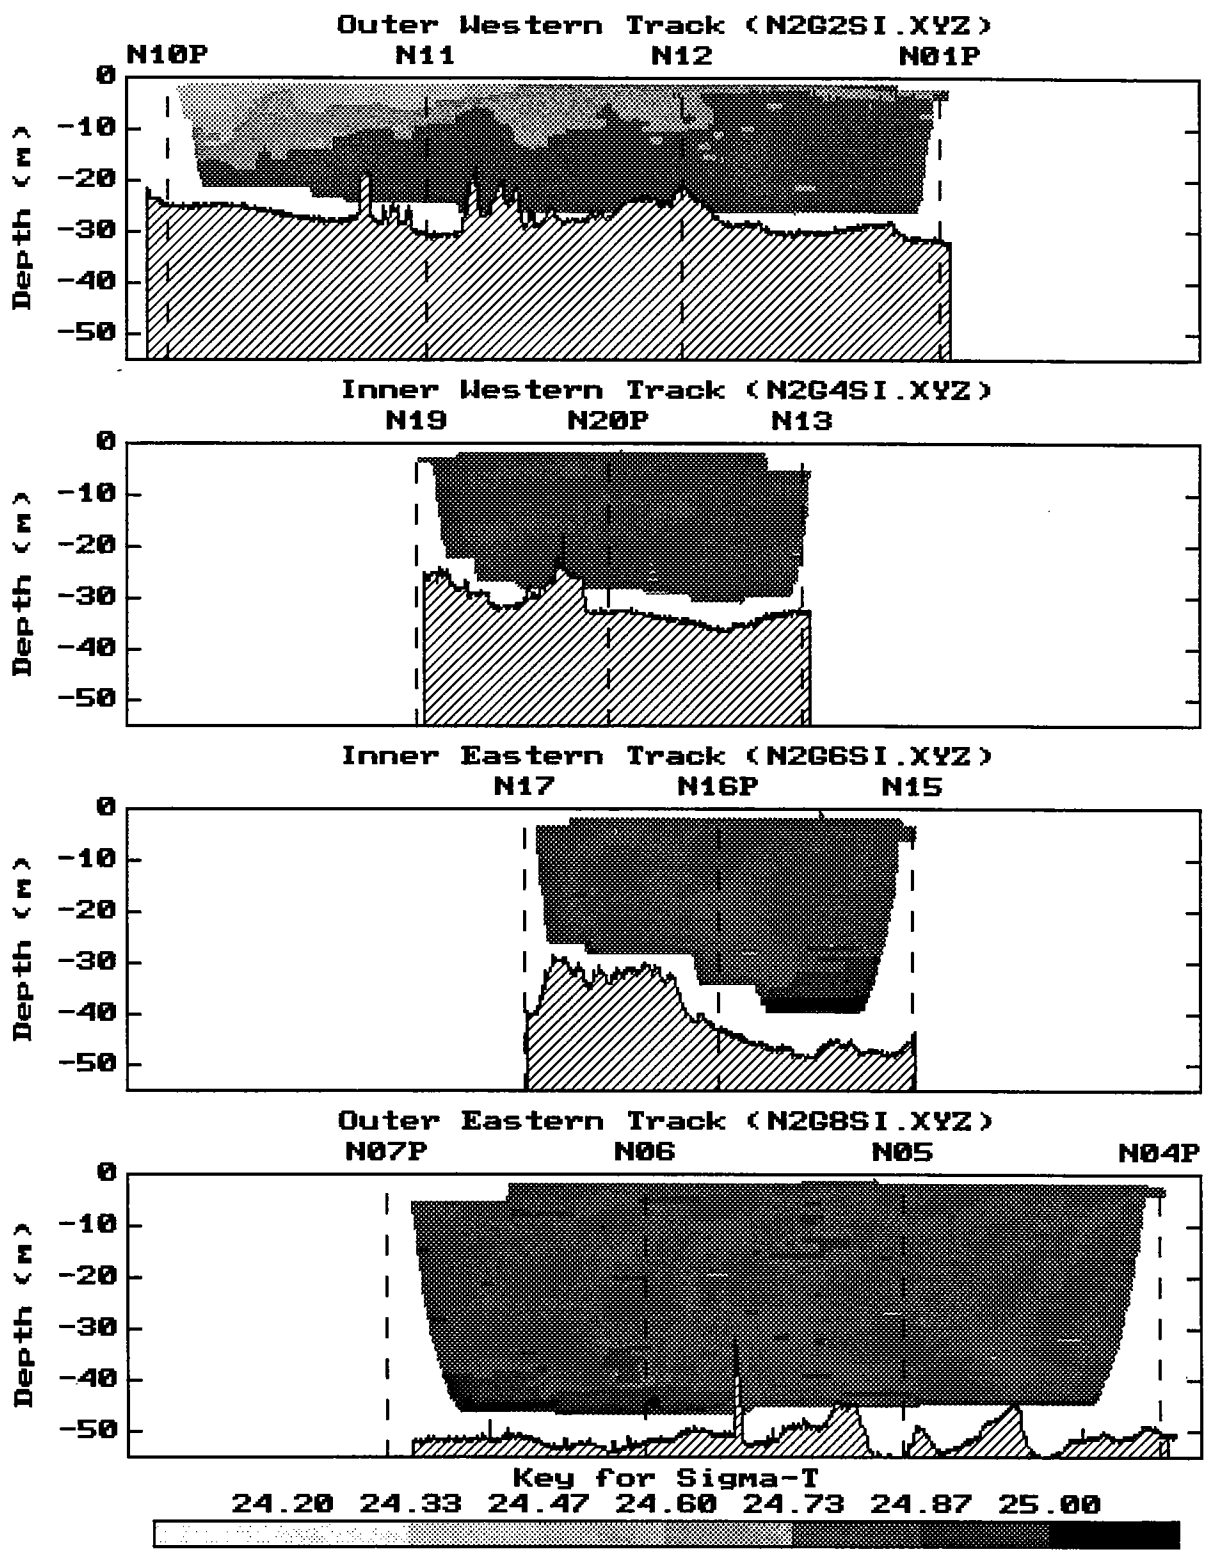 Outer Western Track (N2G2SI.XYZ)
N10P N11 N12 N01P
0
-10
-20
-30
-40
-50
Depth (m)
Inner Western Track (N2G4SI.XYZ)
N19 N20P N13
0
-10
-20
-30
-40
-50
Depth (m)
Inner Eastern Track (N2G6SI.XYZ)
N17 N16P N15
0
-10
-20
-30
-40
-50
Depth (m)
Outer Eastern Track (N2G8SI.XYZ)
N07P N06 N05 N04P
0
-10
-20
-30
-40
-50
Depth (m)
Key for Sigma-T
24.20 24.33 24.47 24.60 24.73 24.87 25.00